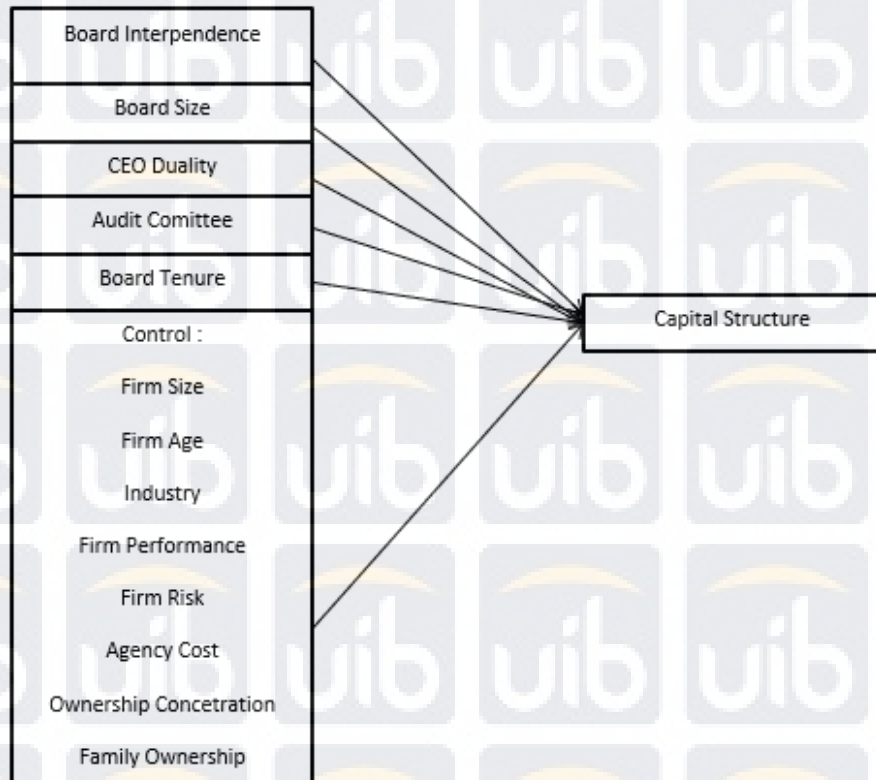 Board Interpendence
Board Size
CEO Duality
Audit Comittee
Board Tenure
Control :
Firm Size
Firm Age
Industry
Firm Performance
Firm Risk
Agency Cost
Ownership Concetration
Family Ownership
Capital Structure
uib